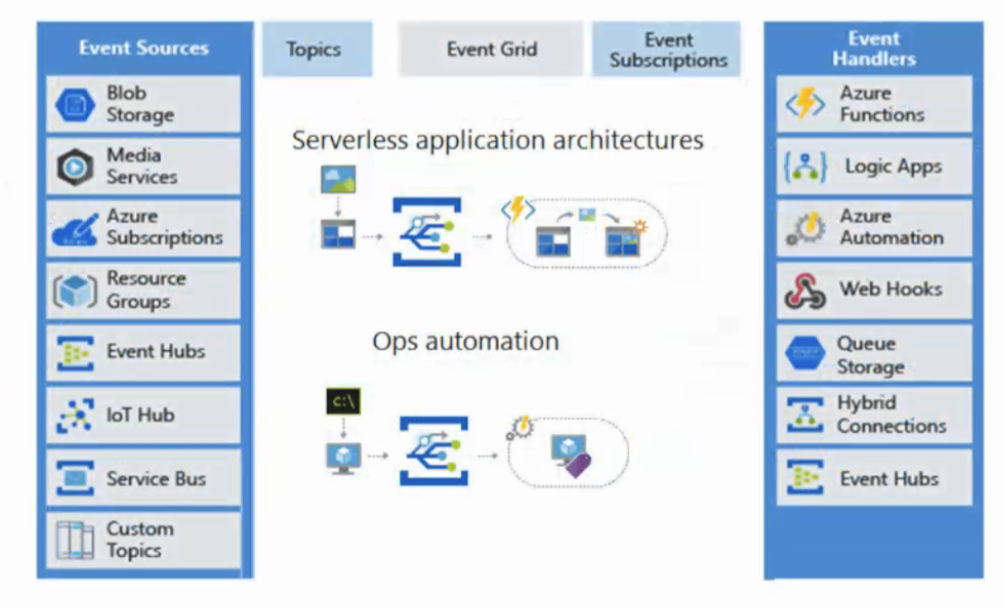 Event Sources
Blob
Storage
Media
Services
Azure
Subscriptions
Resource
Groups
Event Hubs
IoT Hub
Service Bus
Custom
Topics
Topics
Event Grid
Event
Subscriptions
Serverless application architectures
Ops automation
C:\
Event
Handlers
Azure
Functions
Logic Apps
Azure
Automation
Web Hooks
Queue
Storage
Hybrid
Connections
Event Hubs